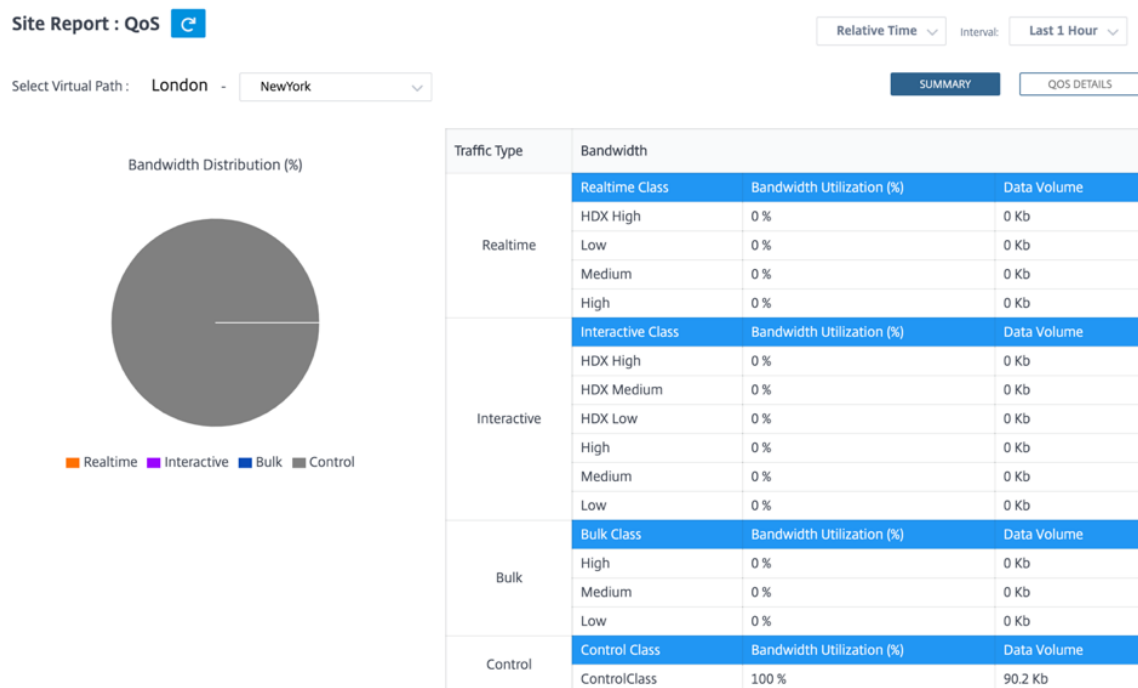 Site Report : QoS
Relative Time Interval: Last 1 Hour
Select Virtual Path : London - NewYork
SUMMARY QOS DETAILS
Bandwidth Distribution (%)
Realtime Interactive Bulk Control
Traffic Type Bandwidth
Realtime
Realtime Class Bandwidth Utilization (%) Data Volume
HDX High 0 % 0 Kb
Low 0 % 0 Kb
Medium 0 % 0 Kb
High 0 % 0 Kb
Interactive
Interactive Class Bandwidth Utilization (%) Data Volume
HDX High 0 % 0 Kb
HDX Medium 0 % 0 Kb
HDX Low 0 % 0 Kb
High 0 % 0 Kb
Medium 0 % 0 Kb
Low 0 % 0 Kb
Bulk
Bulk Class Bandwidth Utilization (%) Data Volume
High 0 % 0 Kb
Medium 0 % 0 Kb
Low 0 % 0 Kb
Control
Control Class Bandwidth Utilization (%) Data Volume
ControlClass 100 % 90.2 Kb